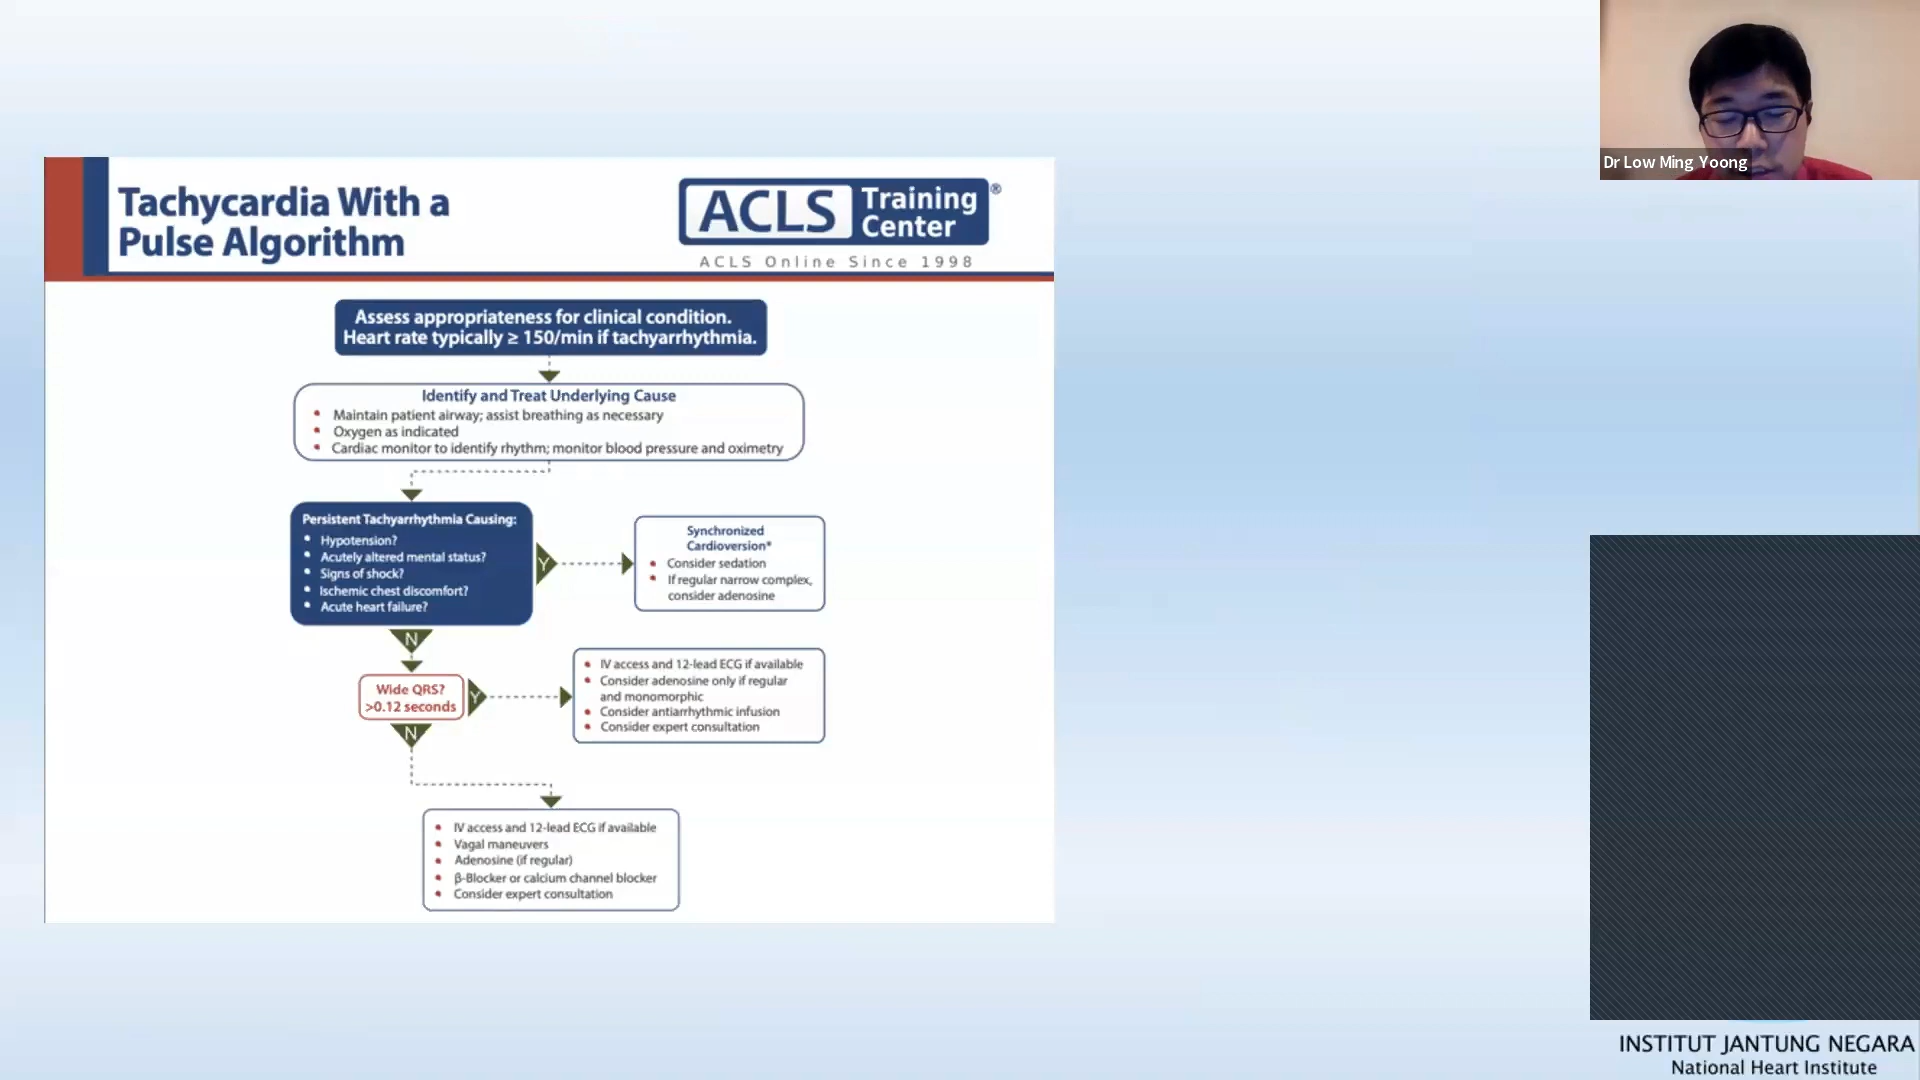 Dr Low Ming Yoong
Tachycardia With a
Pulse Algorithm
ACLS Training
Center
®
ACLS Online Since 1998
Assess appropriateness for clinical condition.
Heart rate typically ≥ 150/min if tachyarrhythmia.
Identify and Treat Underlying Cause
• Maintain patient airway; assist breathing as necessary
• Oxygen as indicated
• Cardiac monitor to identify rhythm; monitor blood pressure and oximetry
Persistent Tachyarrhythmia Causing:
• Hypotension?
• Acutely altered mental status?
• Signs of shock?
• Ischemic chest discomfort?
• Acute heart failure?
Y
Synchronized
Cardioversion*
• Consider sedation
• If regular narrow complex,
consider adenosine
N
Wide QRS?
>0.12 seconds
Y
• IV access and 12-lead ECG if available
• Consider adenosine only if regular
and monomorphic
• Consider antiarrhythmic infusion
• Consider expert consultation
N
• IV access and 12-lead ECG if available
• Vagal maneuvers
• Adenosine (if regular)
• β-Blocker or calcium channel blocker
• Consider expert consultation
INSTITUT JANTUNG NEGARA
National Heart Institute